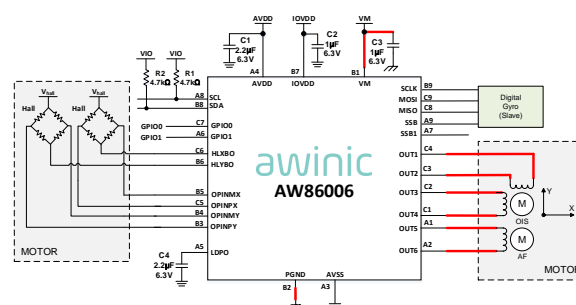 AVDD IOVDD VM
C1
2.2μF
6.3V
C2
1μF
6.3V
C3
1μF
6.3V
VIO VIO
R2
4.7kΩ
R1
4.7kΩ
A4 B7 B1
AVDD IOVDD VM
Vhall Vhall
Hall Hall
A8 SCL
B8 SDA
GPIO0 C7 GPIO0
GPIO1 A6 GPIO1
C6 HLXBO
B6 HLYBO
B5 OPINMX
C5 OPINPX
B4 OPINMY
B3 OPINPY
A5 LDPO
MOTOR
C4
2.2μF
6.3V
awinic
AW86006
SCLK B9
MOSI C9
MISO C8
SSB A9
SSB1 A7
Digital
Gyro
(Slave)
OUT1 C4
OUT2 C3
OUT3 C2
OUT4 C1
OUT5 A1
OUT6 A2
M
OIS
M
AF
Y
X
MOTOR
PGND AVSS
B2 A3